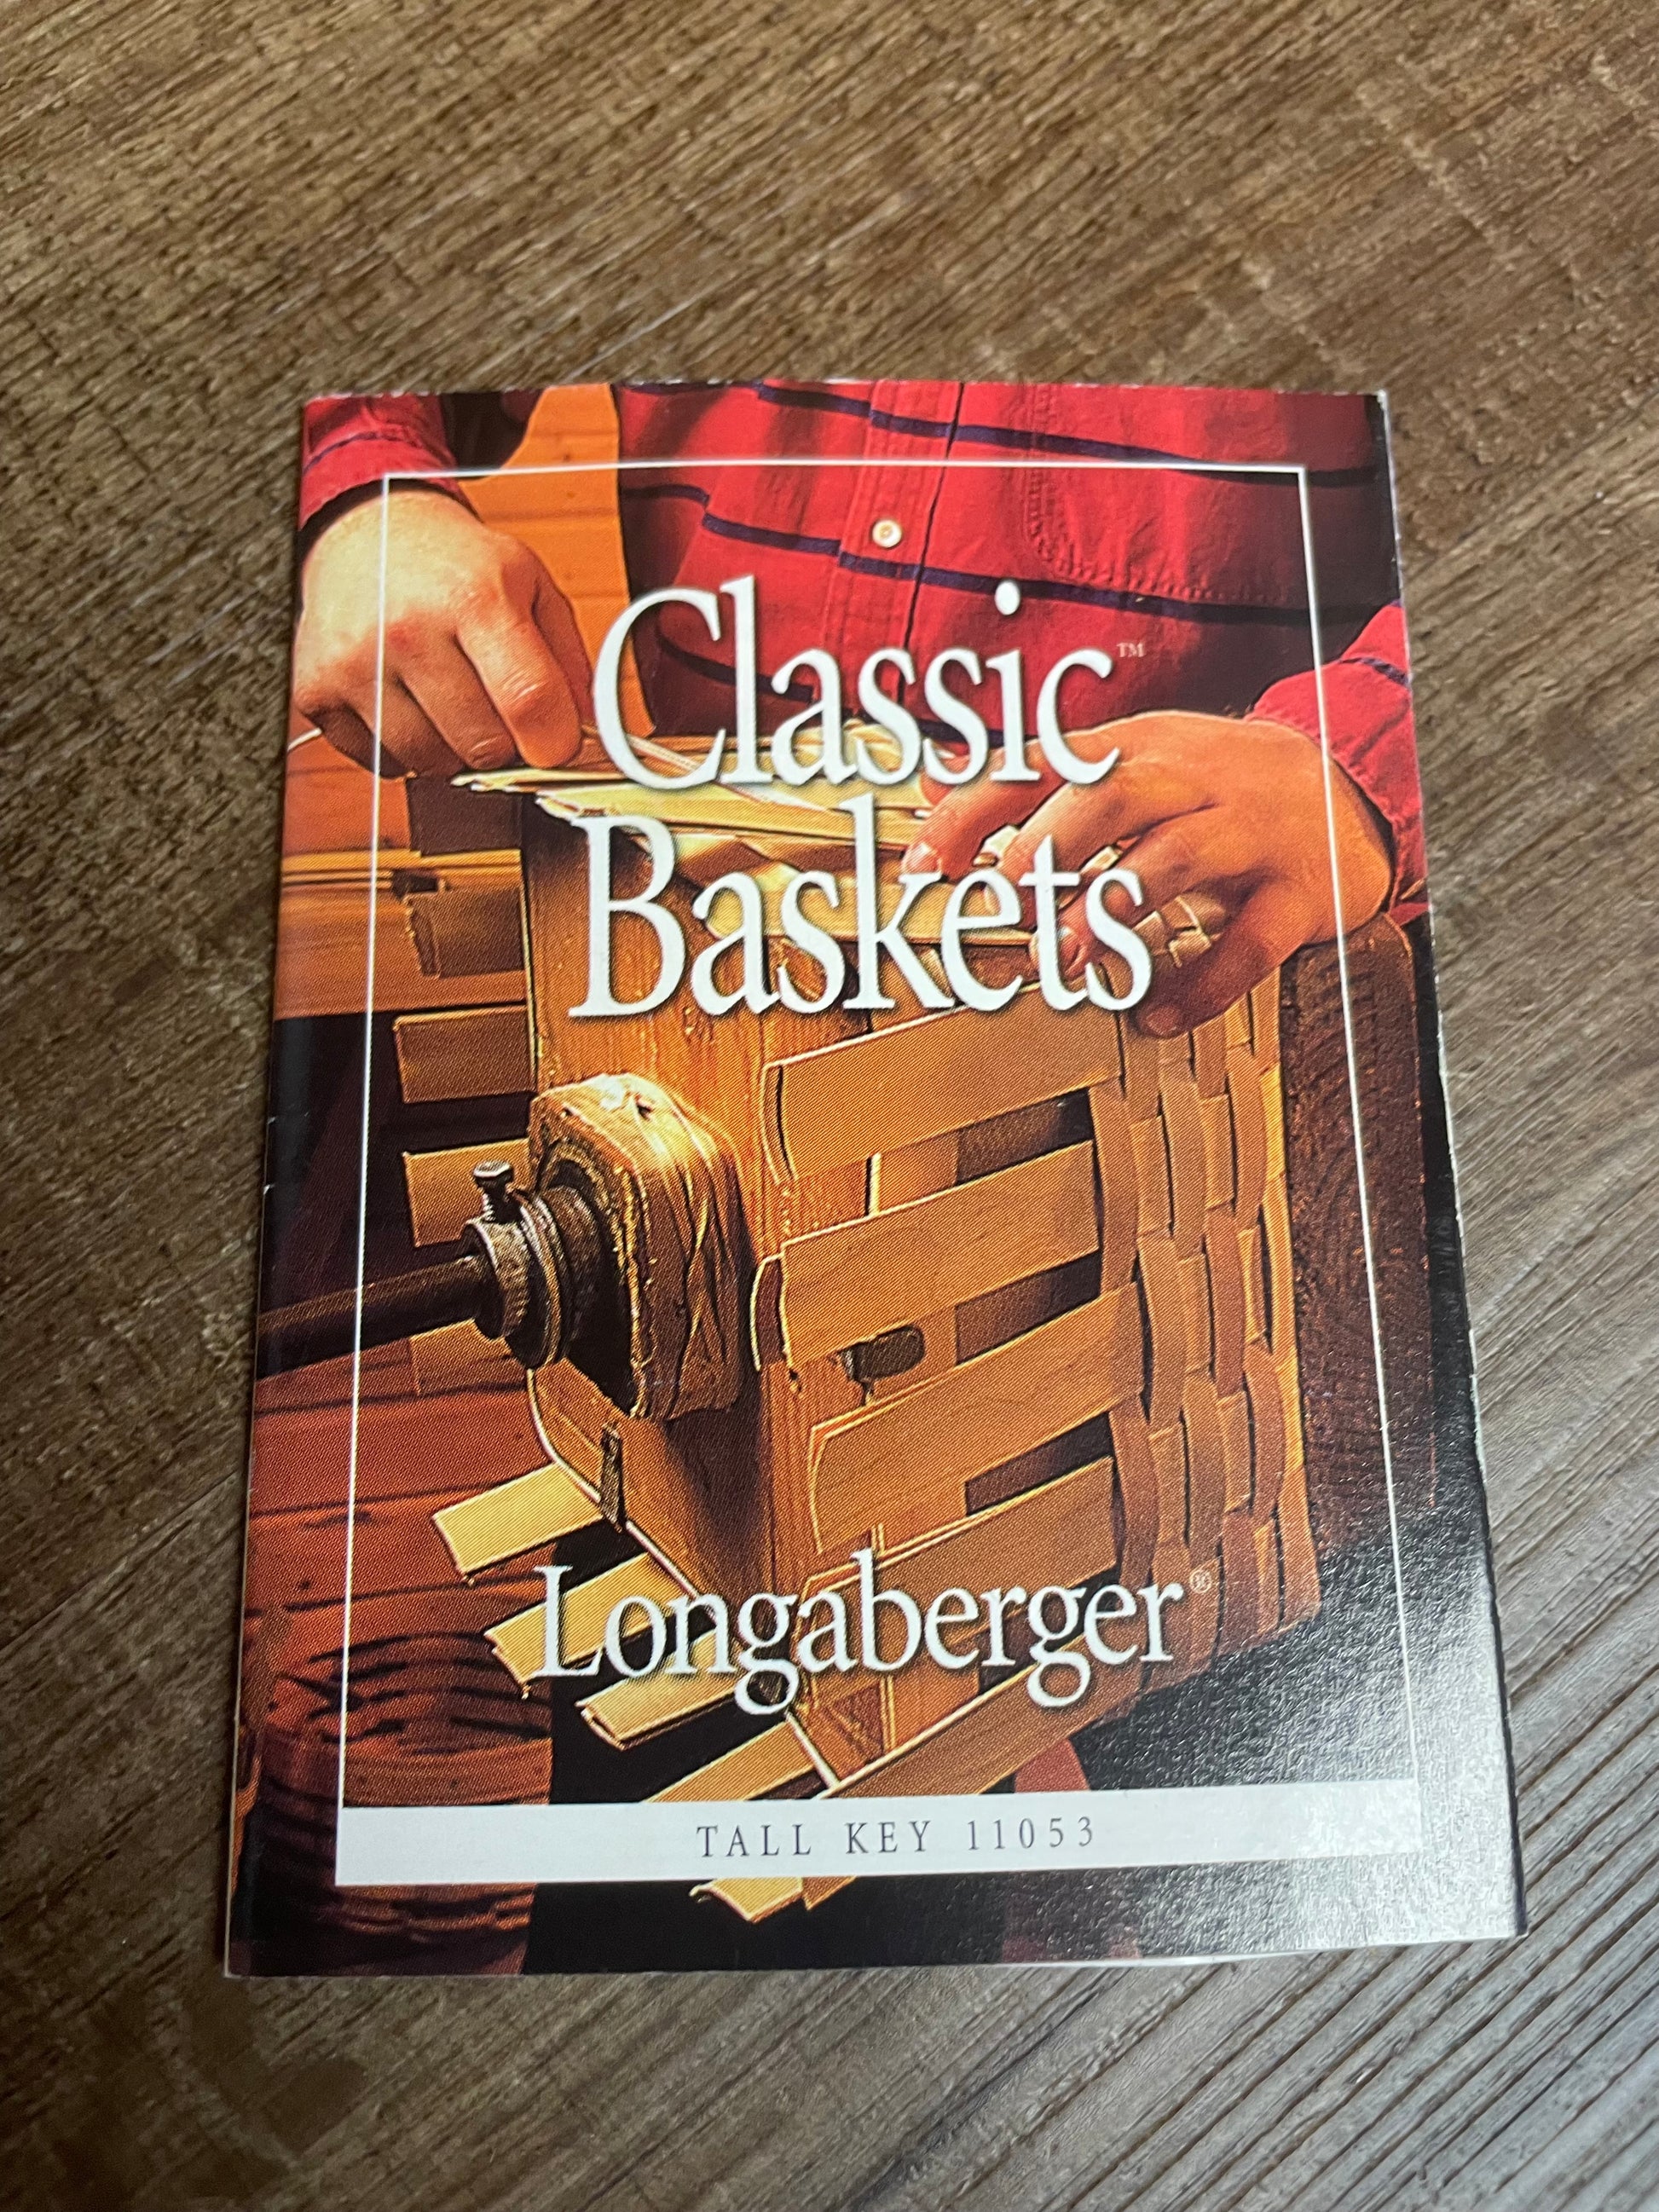 Classic™
Baskets
Longaberger®
TALL KEY 11053